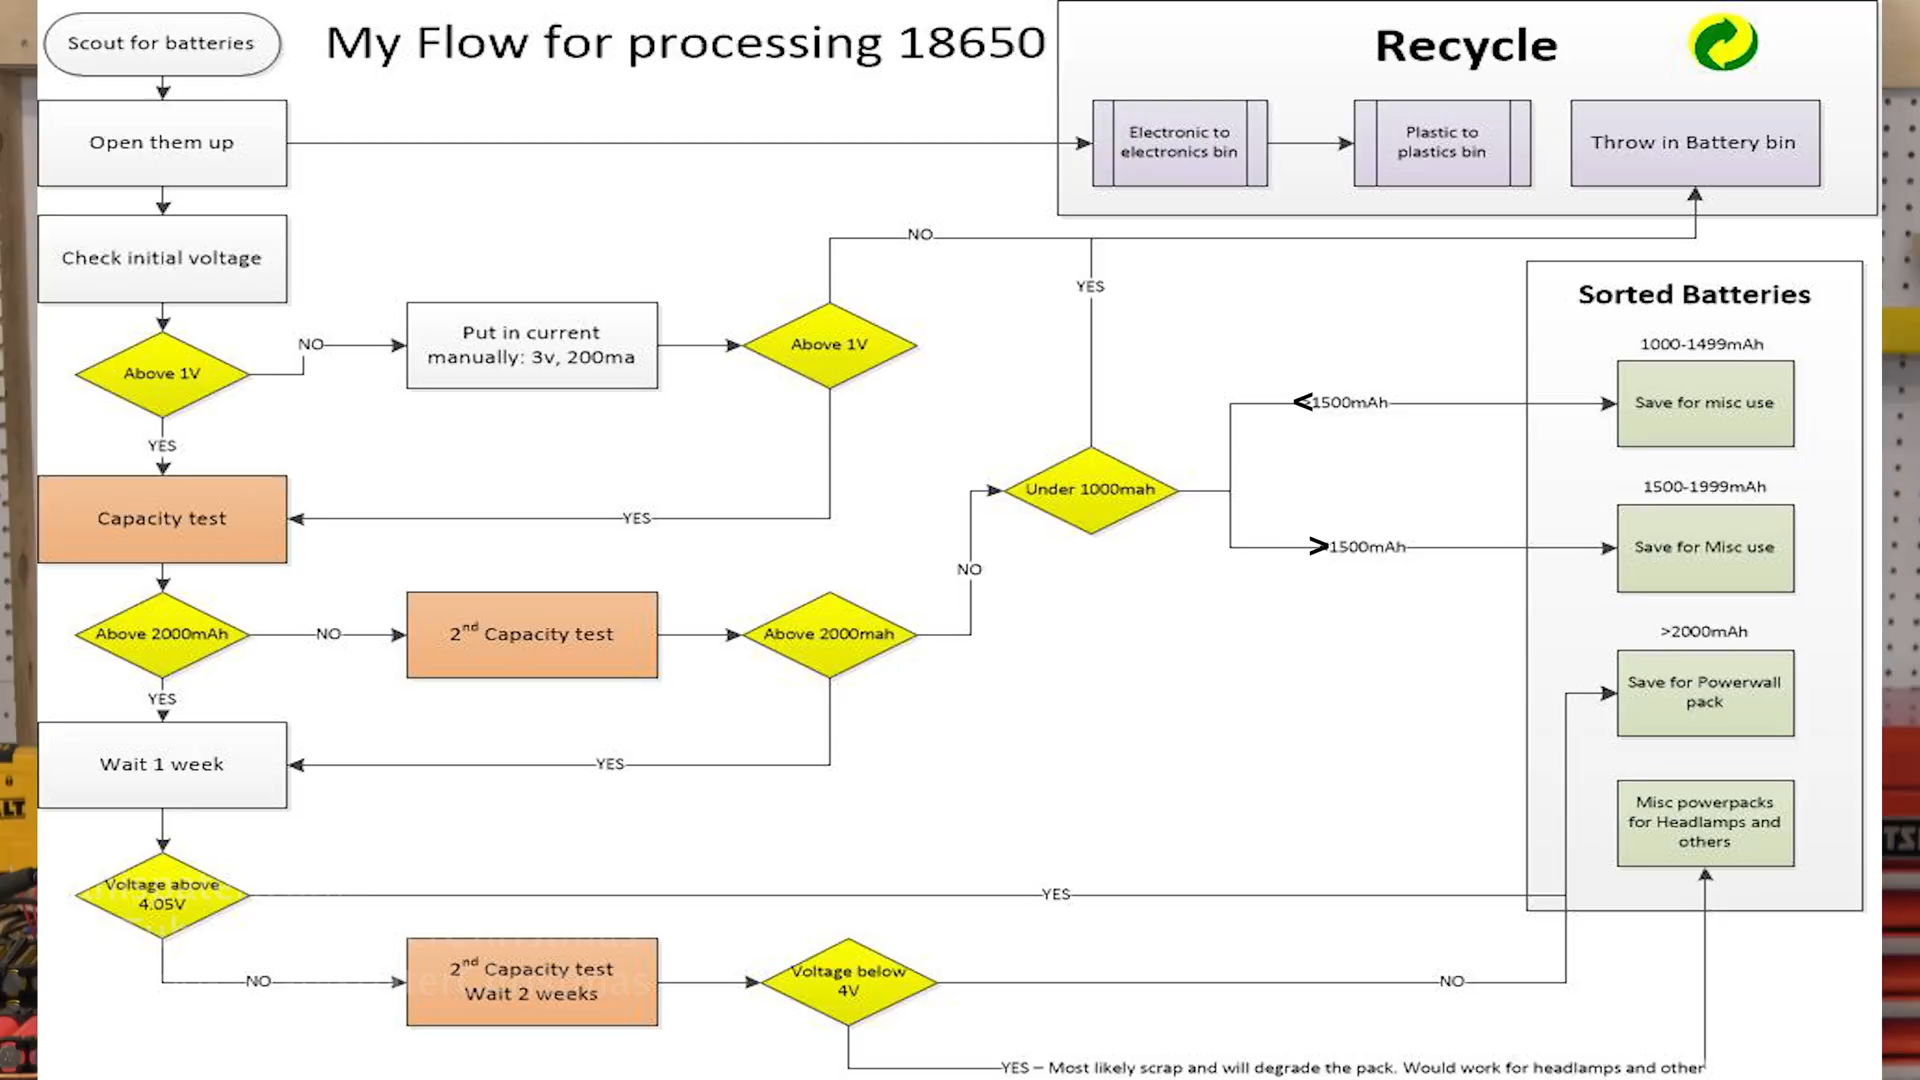 Scout for batteries
My Flow for processing 18650
Recycle
Open them up
Electronic to
electronics bin
Plastic to
plastics bin
Throw in Battery bin
Check initial voltage
NO
YES
Sorted Batteries
Above 1V
NO
Put in current
manually: 3v, 200ma
Above 1V
1000-1499mAh
<1500mAh
Save for misc use
YES
Capacity test
YES
Under 1000mah
1500-1999mAh
>1500mAh
Save for Misc use
NO
Above 2000mAh
NO
2nd Capacity test
Above 2000mah
>2000mAh
Save for Powerwall
pack
YES
Wait 1 week
YES
Misc powerpacks
for Headlamps and
others
Voltage above
4.05V
YES
NO
2nd Capacity test
Wait 2 weeks
Voltage below
4V
NO
YES – Most likely scrap and will degrade the pack. Would work for headlamps and other